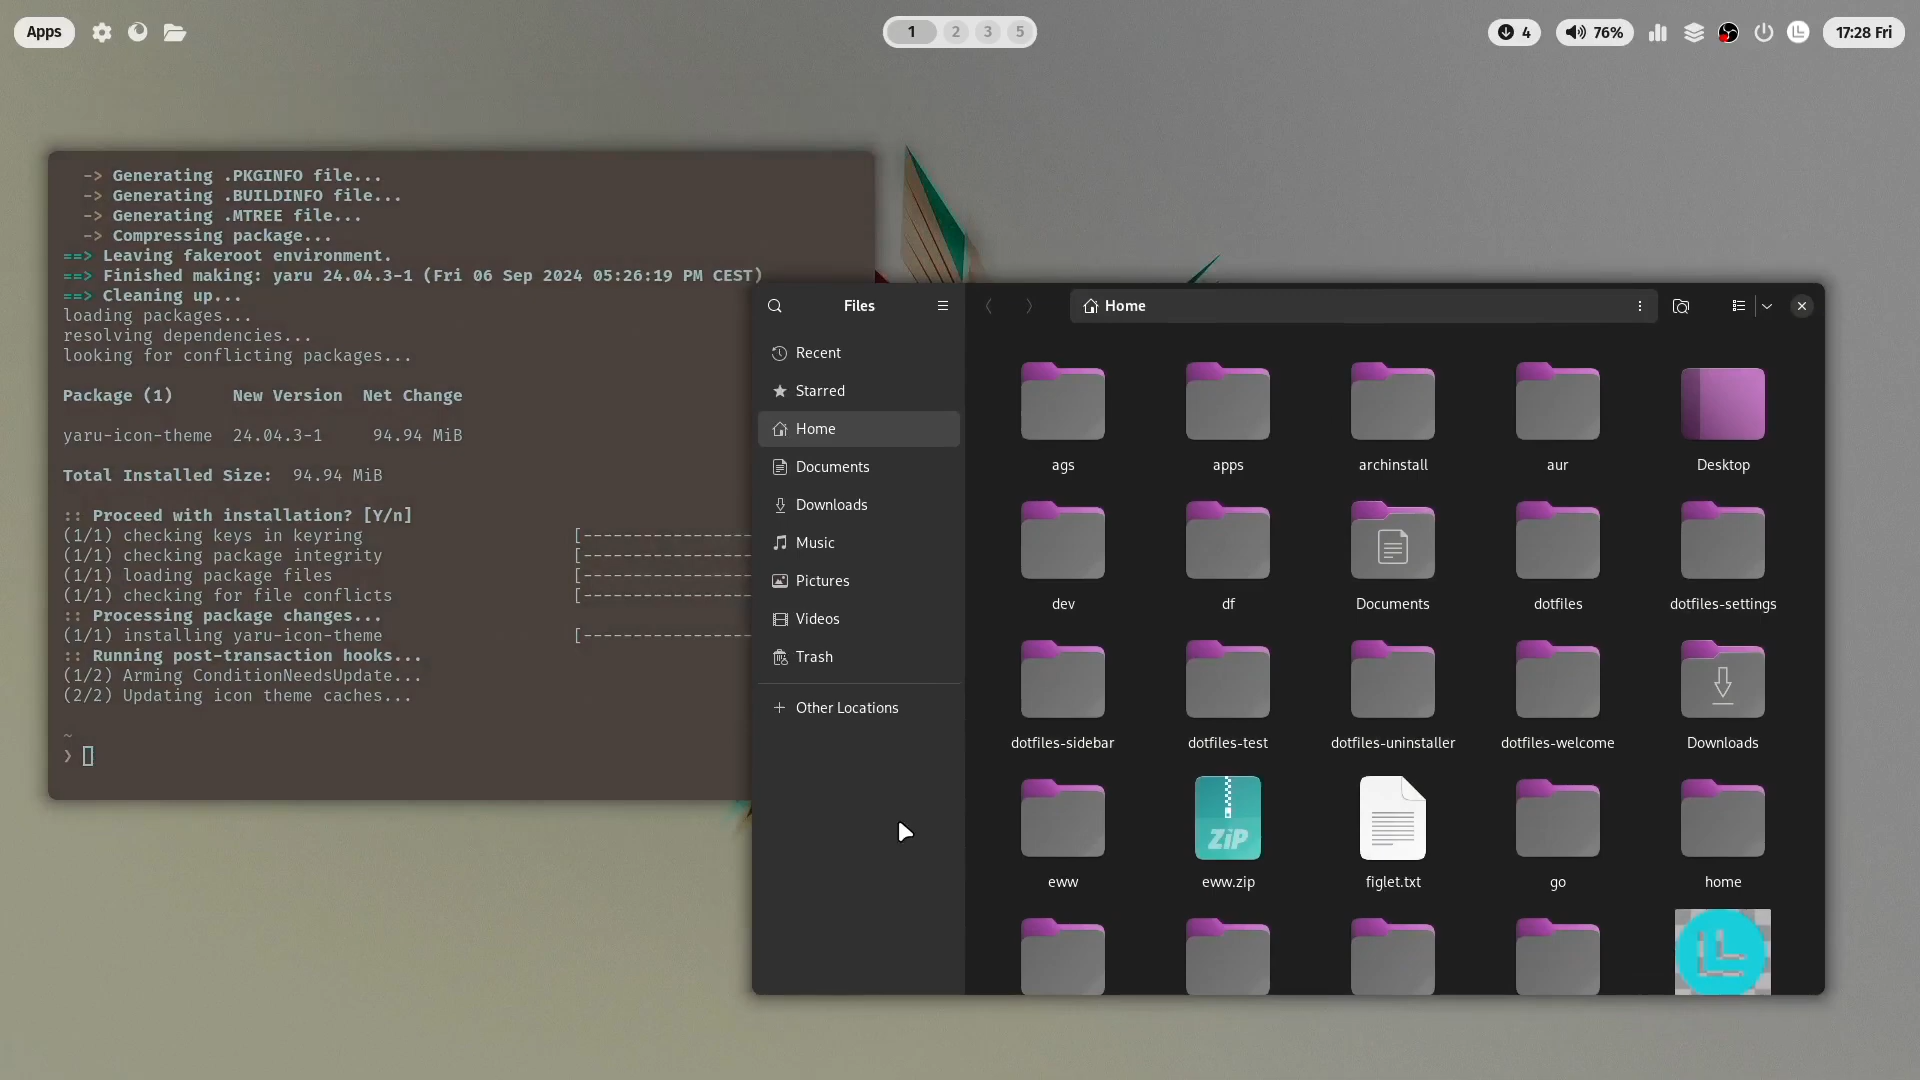 Apps
1 2 3 5
4 76% 17:28 Fri
-> Generating .PKGINFO file...
-> Generating .BUILDINFO file...
-> Generating .MTREE file...
-> Compressing package...
==> Leaving fakeroot environment.
==> Finished making: yaru 24.04.3-1 (Fri 06 Sep 2024 05:26:19 PM CEST)
==> Cleaning up...
loading packages...
resolving dependencies...
looking for conflicting packages...
Package (1) New Version Net Change
yaru-icon-theme 24.04.3-1 94.94 MiB
Total Installed Size: 94.94 MiB
:: Proceed with installation? [Y/n]
(1/1) checking keys in keyring [-----------------
(1/1) checking package integrity [-----------------
(1/1) loading package files [-----------------
(1/1) checking for file conflicts [-----------------
:: Processing package changes...
(1/1) installing yaru-icon-theme [-----------------
:: Running post-transaction hooks...
(1/2) Arming ConditionNeedsUpdate...
(2/2) Updating icon theme caches...
~
❯
Files
Home
Recent
Starred
Home
Documents
Downloads
Music
Pictures
Videos
Trash
Other Locations
ags apps archinstall aur Desktop
dev df Documents dotfiles dotfiles-settings
dotfiles-sidebar dotfiles-test dotfiles-uninstaller dotfiles-welcome Downloads
ZIP
eww eww.zip figlet.txt go home